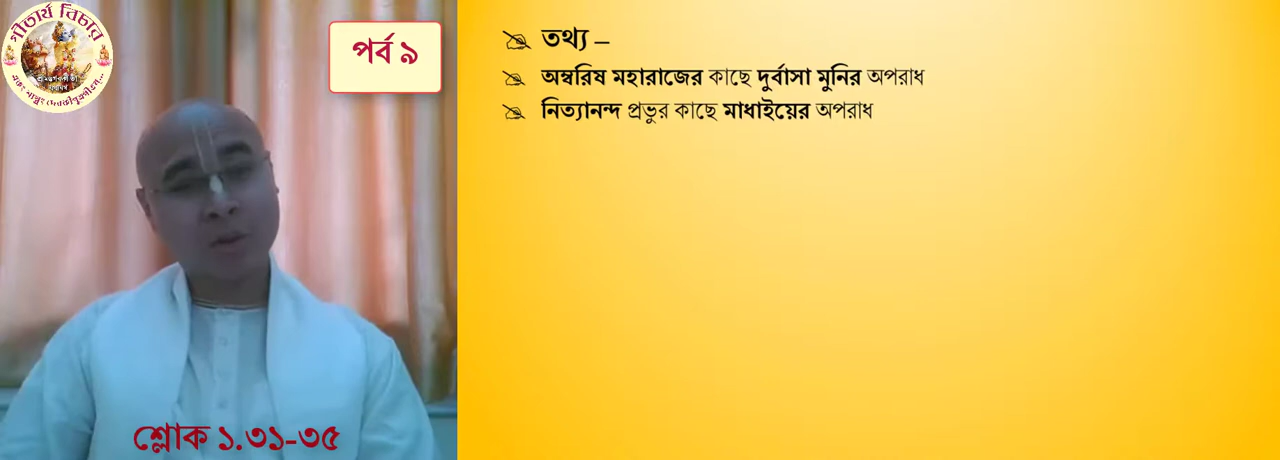 গীতার্থ বিচার
পর্ব ৯
তথ্য –
অম্বরিষ মহারাজের কাছে দুর্বাসা মুনির অপরাধ
নিত্যানন্দ প্রভুর কাছে মাধাইয়ের অপরাধ
শ্লোক ১.৩১-৩৫